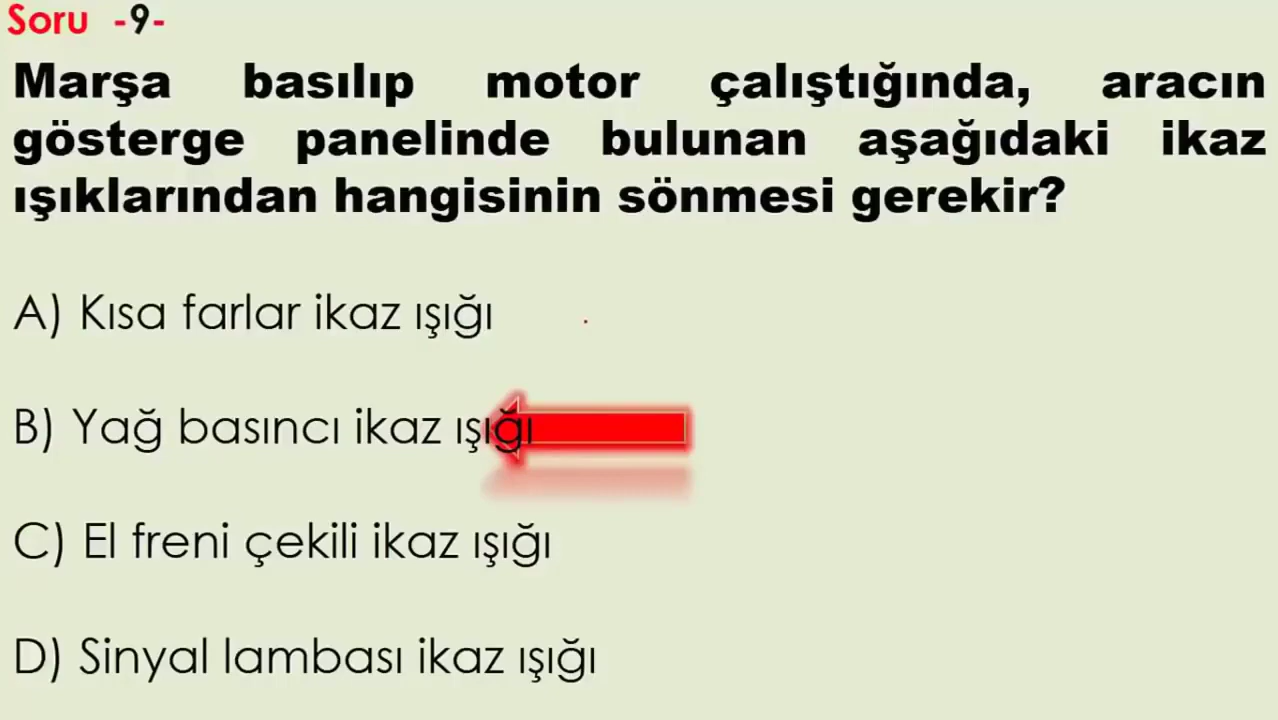 Soru -9-
Marşa basılıp motor çalıştığında, aracın
gösterge panelinde bulunan aşağıdaki ikaz
ışıklarından hangisinin sönmesi gerekir?
A) Kısa farlar ikaz ışığı
B) Yağ basıncı ikaz ışığı
C) El freni çekili ikaz ışığı
D) Sinyal lambası ikaz ışığı